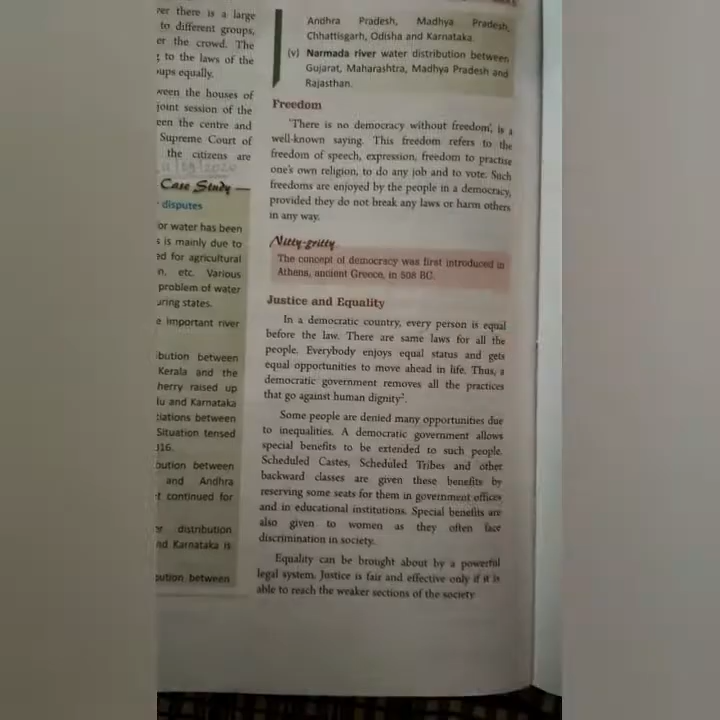 ver there is a large
to different groups,
er the crowd. The
g to the laws of the
oups equally.
ween the houses of
joint session of the
een the centre and
Supreme Court of
the citizens are
Case Study
disputes
or water has been
s is mainly due to
ed for agricultural
n, etc. Various
problem of water
uring states.
e important river
ibution between
Kerala and the
herry raised up
lu and Karnataka
tiations between
Situation tensed
016.
bution between
and Andhra
t continued for
er distribution
nd Karnataka is
bution between
Andhra Pradesh, Madhya Pradesh,
Chhattisgarh, Odisha and Karnataka.
(v) Narmada river water distribution between
Gujarat, Maharashtra, Madhya Pradesh and
Rajasthan.
Freedom
'There is no democracy without freedom', is a
well-known saying. This freedom refers to the
freedom of speech, expression, freedom to practise
one's own religion, to do any job and to vote. Such
freedoms are enjoyed by the people in a democracy,
provided they do not break any laws or harm others
in any way.
Nitty-gritty
The concept of democracy was first introduced in
Athens, ancient Greece, in 508 BC.
Justice and Equality
In a democratic country, every person is equal
before the law. There are same laws for all the
people. Everybody enjoys equal status and gets
equal opportunities to move ahead in life. Thus, a
democratic government removes all the practices
that go against human dignity².
Some people are denied many opportunities due
to inequalities. A democratic government allows
special benefits to be extended to such people.
Scheduled Castes, Scheduled Tribes and other
backward classes are given these benefits by
reserving some seats for them in government offices
and in educational institutions. Special benefits are
also given to women as they often face
discrimination in society.
Equality can be brought about by a powerful
legal system. Justice is fair and effective only if it is
able to reach the weaker sections of the society